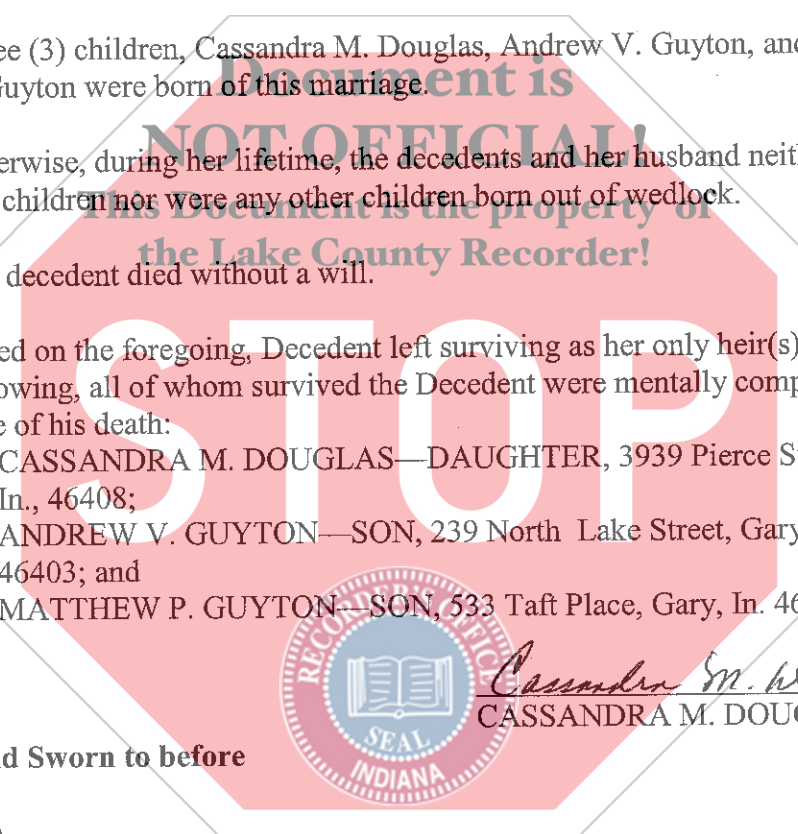 ee (3) children, Cassandra M. Douglas, Andrew V. Guyton, and
Guyton were born of this marriage.
Document is
NOT OFFICIAL!
erwise, during her lifetime, the decedents and her husband neith
children nor were any other children born out of wedlock.
This Document is the property of
the Lake County Recorder!
decedent died without a will.
ed on the foregoing, Decedent left surviving as her only heir(s)
owing, all of whom survived the Decedent were mentally comp
e of his death:
STOP
CASSANDRA M. DOUGLAS—DAUGHTER, 3939 Pierce S
In., 46408;
ANDREW V. GUYTON—SON, 239 North Lake Street, Gary
46403; and
MATTHEW P. GUYTON—SON, 533 Taft Place, Gary, In. 46
RECORDER'S OFFICE
SEAL
INDIANA
Cassandra M.
CASSANDRA M. DOUG
d Sworn to before